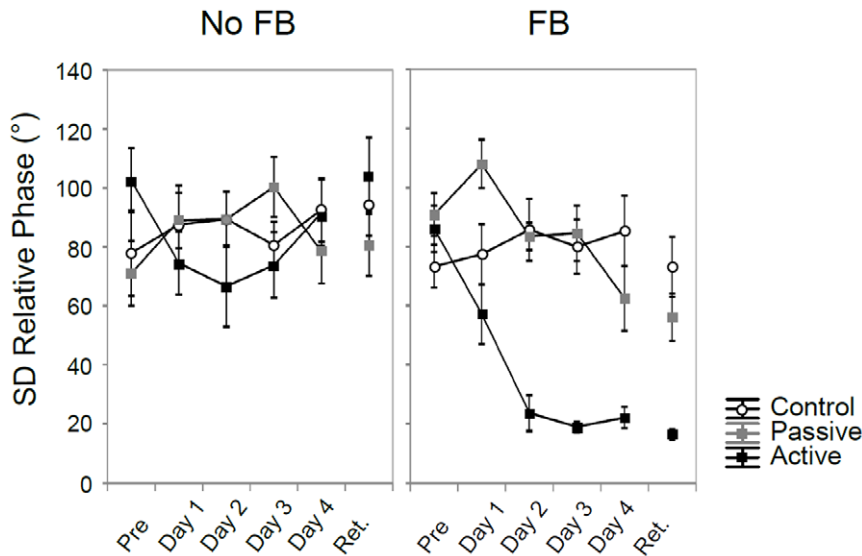 No FB
FB
SD Relative Phase (°)
140
120
100
80
60
40
20
0
Pre
Day 1
Day 2
Day 3
Day 4
Ret.
Pre
Day 1
Day 2
Day 3
Day 4
Ret.
Control
Passive
Active